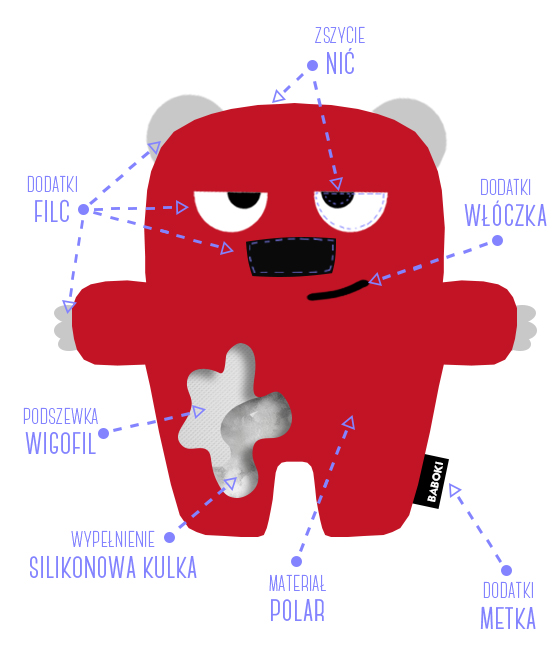 ZSZYCIE
NIĆ
DODATKI
FILC
DODATKI
WŁÓCZKA
PODSZEWKA
WIGOFIL
BABOKI
WYPEŁNIENIE
SILIKONOWA KULKA
MATERIAŁ
POLAR
DODATKI
METKA